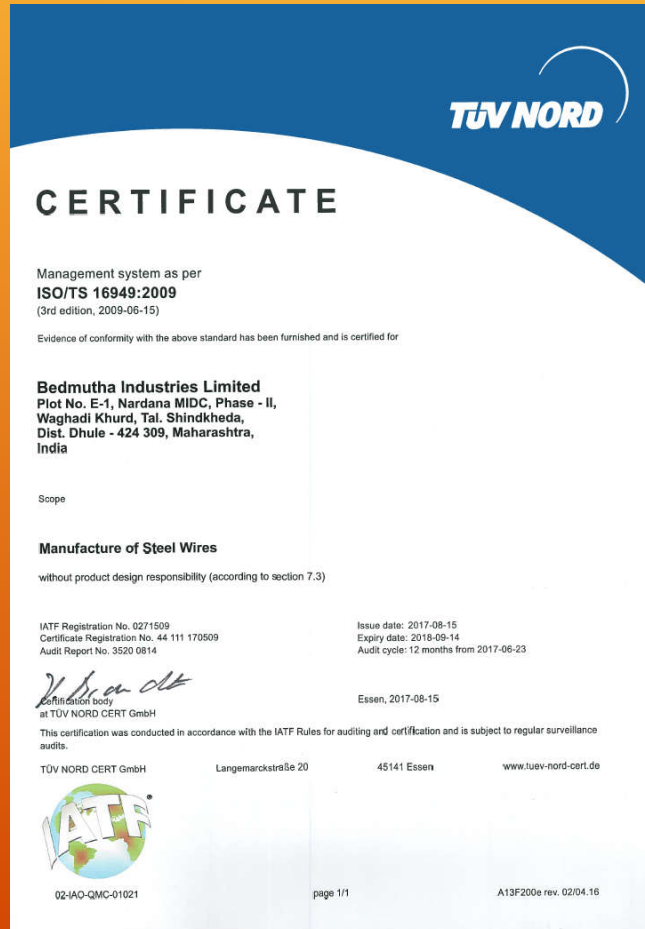 TÜV NORD
CERTIFICATE
Management system as per
ISO/TS 16949:2009
(3rd edition, 2009-06-15)
Evidence of conformity with the above standard has been furnished and is certified for
Bedmutha Industries Limited
Plot No. E-1, Nardana MIDC, Phase - II,
Waghadi Khurd, Tal. Shindkheda,
Dist. Dhule - 424 309, Maharashtra,
India
Scope
Manufacture of Steel Wires
without product design responsibility (according to section 7.3)
IATF Registration No. 0271509
Certificate Registration No. 44 111 170509
Audit Report No. 3520 0814
Issue date: 2017-08-15
Expiry date: 2018-09-14
Audit cycle: 12 months from 2017-06-23
Certification body
at TÜV NORD CERT GmbH
Essen, 2017-08-15
This certification was conducted in accordance with the IATF Rules for auditing and certification and is subject to regular surveillance
audits.
TÜV NORD CERT GmbH Langemarckstraße 20 45141 Essen www.tuev-nord-cert.de
IATF
02-IAO-QMC-01021 page 1/1 A13F200e rev. 02/04.16